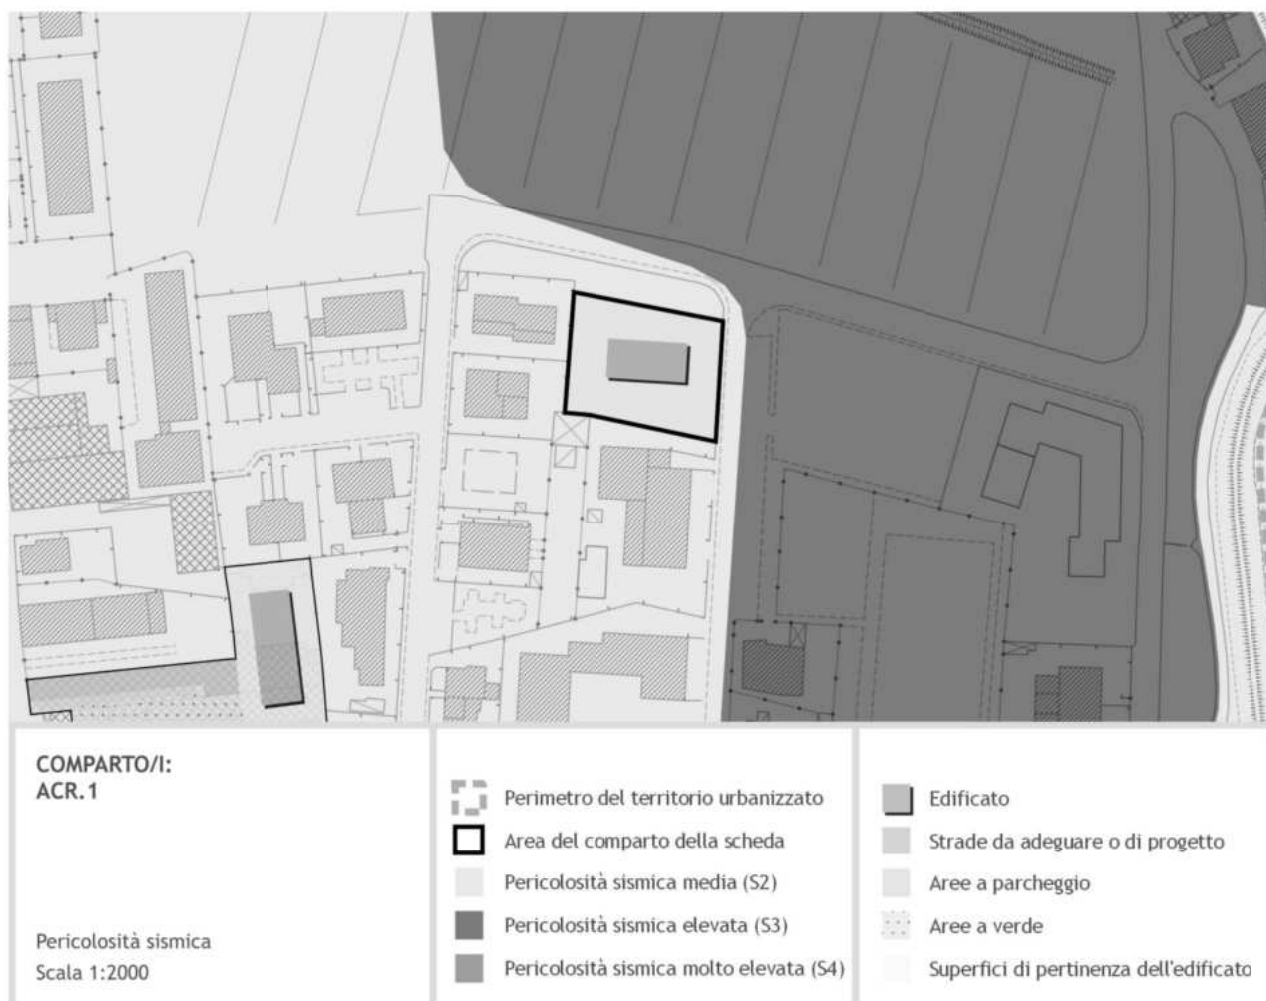 COMPARTO/I:
ACR.1
Pericolosità sismica
Scala 1:2000
Perimetro del territorio urbanizzato
Area del comparto della scheda
Pericolosità sismica media (S2)
Pericolosità sismica elevata (S3)
Pericolosità sismica molto elevata (S4)
Edificato
Strade da adeguare o di progetto
Aree a parcheggio
Aree a verde
Superfici di pertinenza dell'edificato